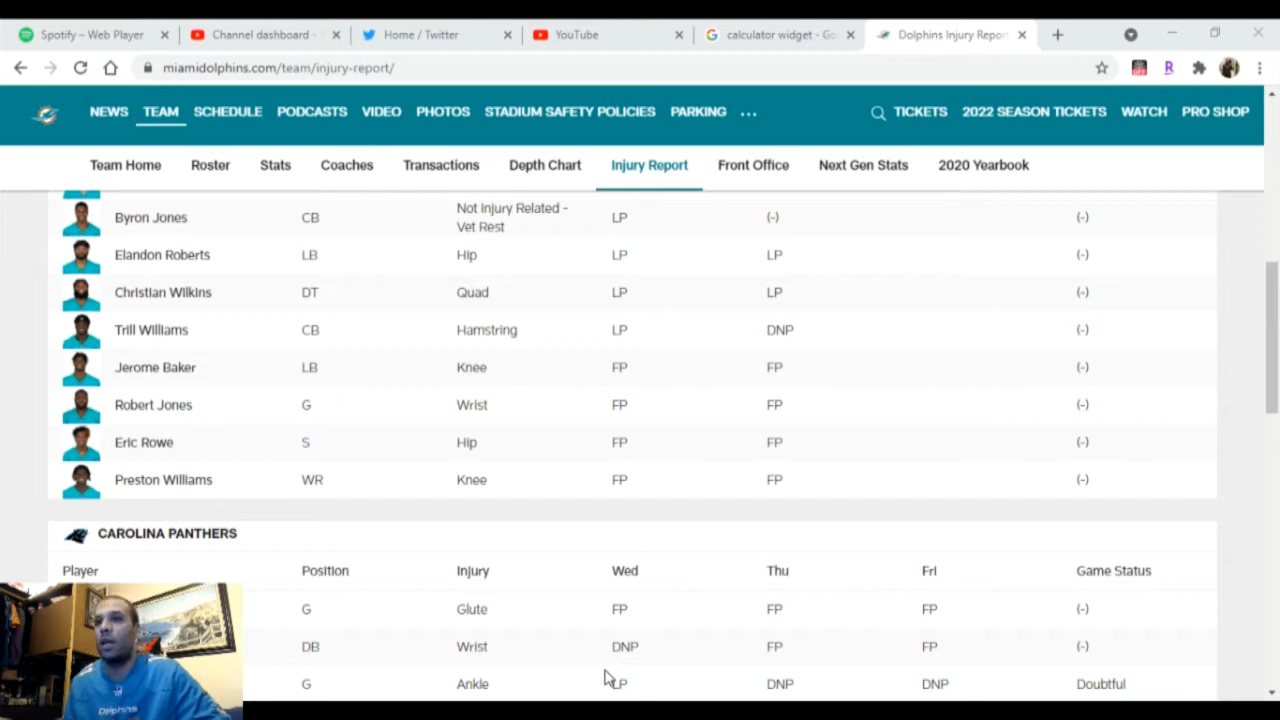 Spotify – Web Player
Channel dashboard -
Home / Twitter
YouTube
calculator widget - Go
Dolphins Injury Repor
miamidolphins.com/team/injury-report/
OFF
R
NEWS TEAM SCHEDULE PODCASTS VIDEO PHOTOS STADIUM SAFETY POLICIES PARKING ... TICKETS 2022 SEASON TICKETS WATCH PRO SHOP
Team Home Roster Stats Coaches Transactions Depth Chart Injury Report Front Office Next Gen Stats 2020 Yearbook
Byron Jones CB Not Injury Related - Vet Rest LP (-) (-)
Elandon Roberts LB Hip LP LP (-)
Christian Wilkins DT Quad LP LP (-)
Trill Williams CB Hamstring LP DNP (-)
Jerome Baker LB Knee FP FP (-)
Robert Jones G Wrist FP FP (-)
Eric Rowe S Hip FP FP (-)
Preston Williams WR Knee FP FP (-)
CAROLINA PANTHERS
Player Position Injury Wed Thu Fri Game Status
G Glute FP FP FP (-)
DB Wrist DNP FP FP (-)
G Ankle LP DNP DNP Doubtful
Dolphins